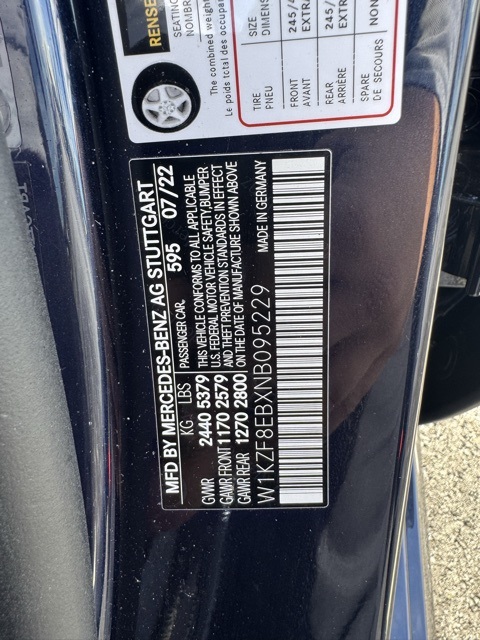 RENSE
SEATING
NOMBR
The combined weight
Le poids total des occupa
SIZE
DIMENS
245/4
EXTRA
245/
EXTRA
NON
TIRE
PNEU
FRONT
AVANT
REAR
ARRIÈRE
SPARE
DE SECOURS
MFD BY MERCEDES-BENZ AG STUTTGART
KG LBS PASSENGER CAR. 595 07/22
GVWR 2440 5379 THIS VEHICLE CONFORMS TO ALL APPLICABLE
U.S. FEDERAL MOTOR VEHICLE SAFETY, BUMPER
GAWR FRONT 1170 2579 AND THEFT PREVENTION STANDARDS IN EFFECT
GAWR REAR 1270 2800 ON THE DATE OF MANUFACTURE SHOWN ABOVE
W1KZF8EBXNB095229 MADE IN GERMANY